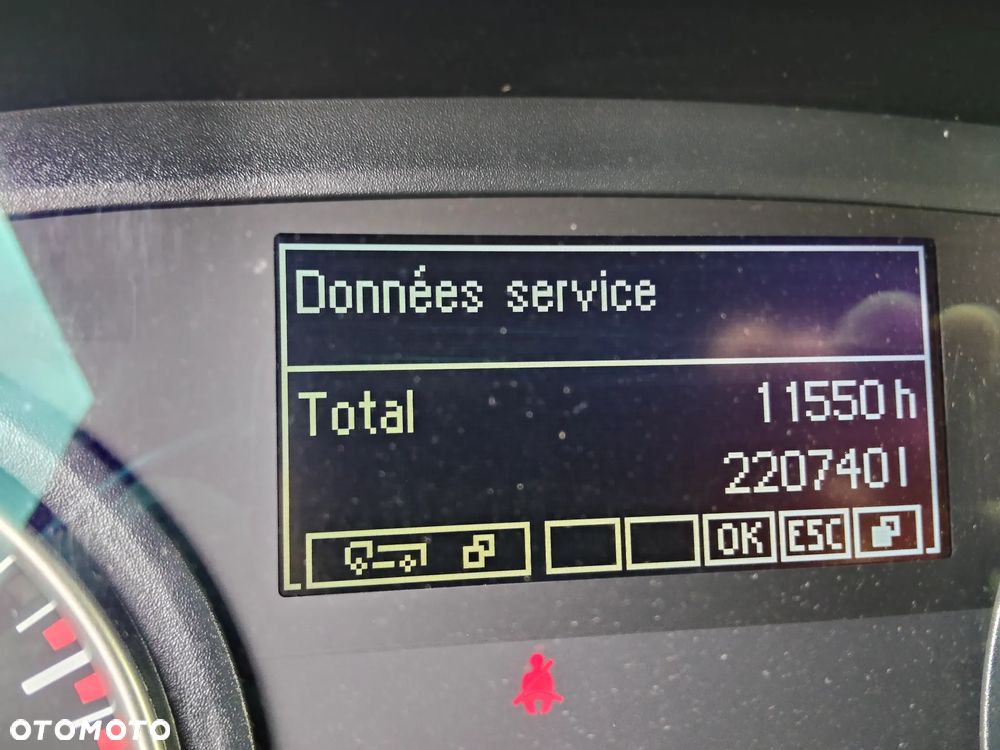 Données service
Total 11550 h
220740 l
OK ESC
OTOMOTO